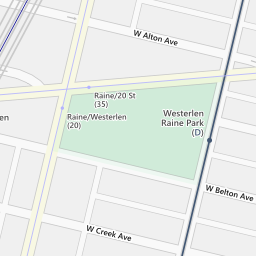 W Alton Ave
Raine/20 St
(35)
Raine/Westerlen
(20)
Westerlen
Raine Park
(D)
W Belton Ave
W Creek Ave